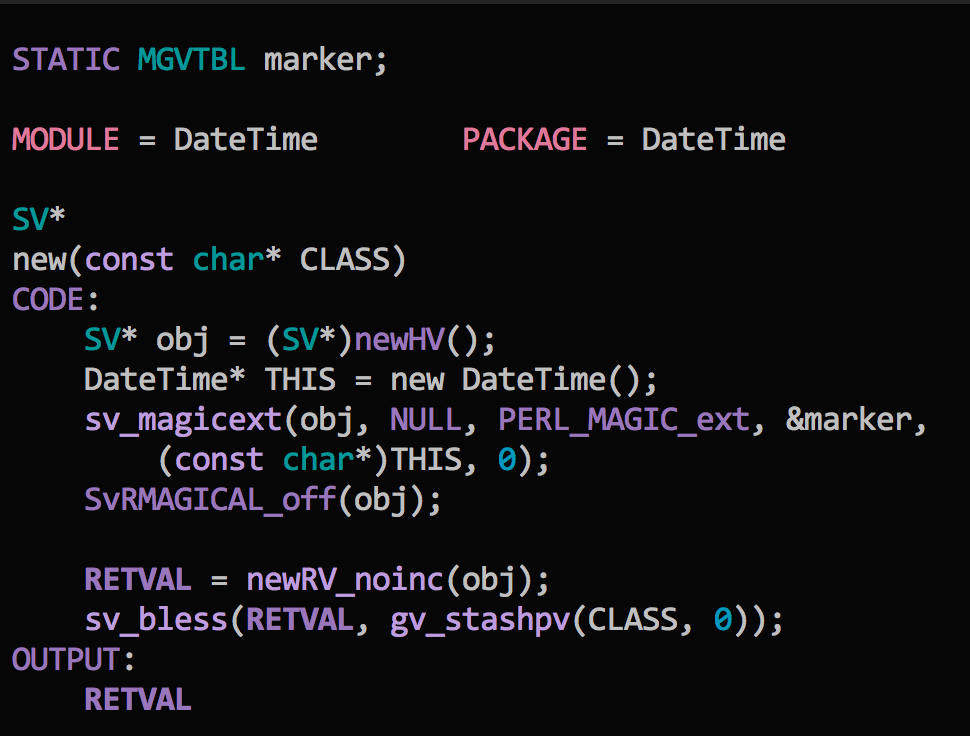 STATIC MGVTBL marker;
MODULE = DateTime        PACKAGE = DateTime
SV*
new(const char* CLASS)
CODE:
    SV* obj = (SV*)newHV();
    DateTime* THIS = new DateTime();
    sv_magicext(obj, NULL, PERL_MAGIC_ext, &marker,
        (const char*)THIS, 0);
    SvRMAGICAL_off(obj);
    RETVAL = newRV_noinc(obj);
    sv_bless(RETVAL, gv_stashpv(CLASS, 0));
OUTPUT:
    RETVAL